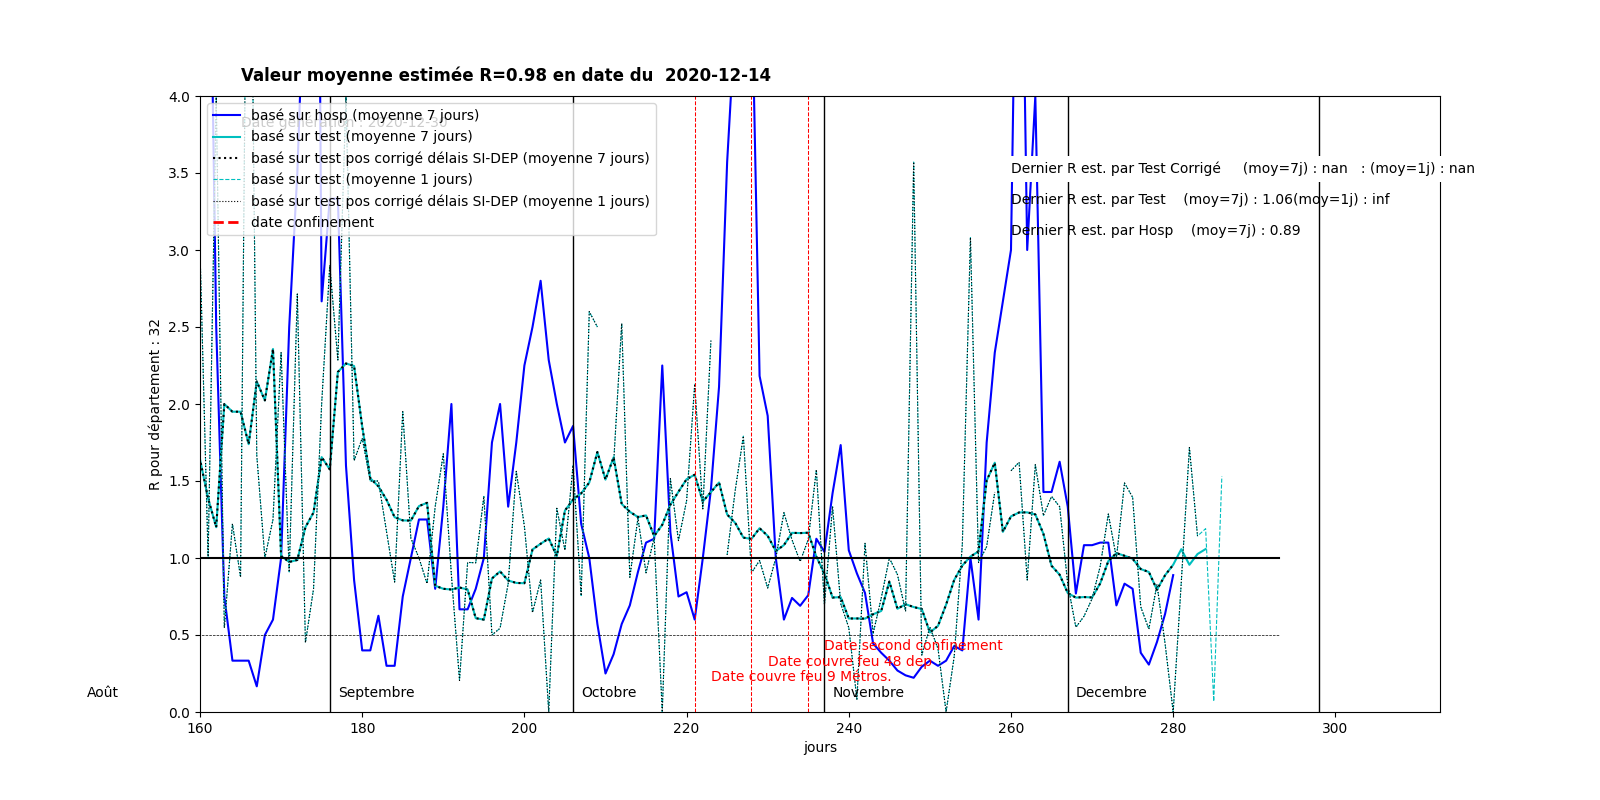 Valeur moyenne estimée R=0.98 en date du  2020-12-14
4.0
3.5
3.0
2.5
2.0
1.5
1.0
0.5
0.0
R pour département : 32
basé sur hosp (moyenne 7 jours)
basé sur test (moyenne 7 jours)
basé sur test pos corrigé délais SI-DEP (moyenne 7 jours)
basé sur test (moyenne 1 jours)
basé sur test pos corrigé délais SI-DEP (moyenne 1 jours)
date confinement
Dernier R est. par Test Corrigé     (moy=7j) : nan   : (moy=1j) : nan
Dernier R est. par Test    (moy=7j) : 1.06(moy=1j) : inf
Dernier R est. par Hosp    (moy=7j) : 0.89
Date second confinement
Date couvre feu 48 dep
Date couvre feu 9 Métros.
Août
Septembre
Octobre
Novembre
Decembre
160
180
200
220
240
260
280
300
jours